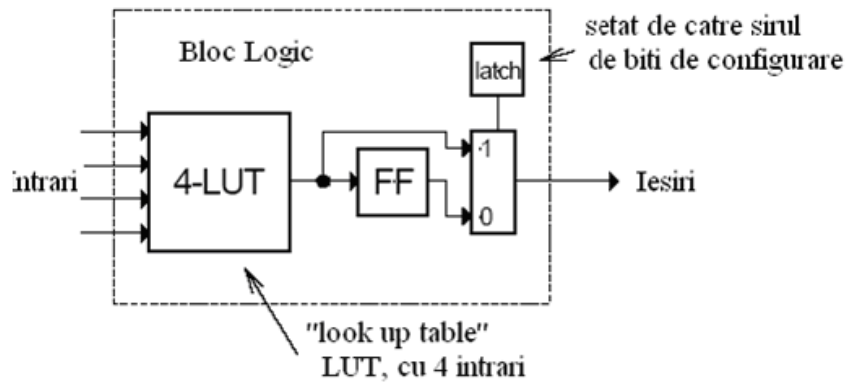 setat de catre sirul
de biti de configurare
Bloc Logic
latch
4-LUT
FF
1
0
Intrari
Iesiri
"look up table"
LUT, cu 4 intrari